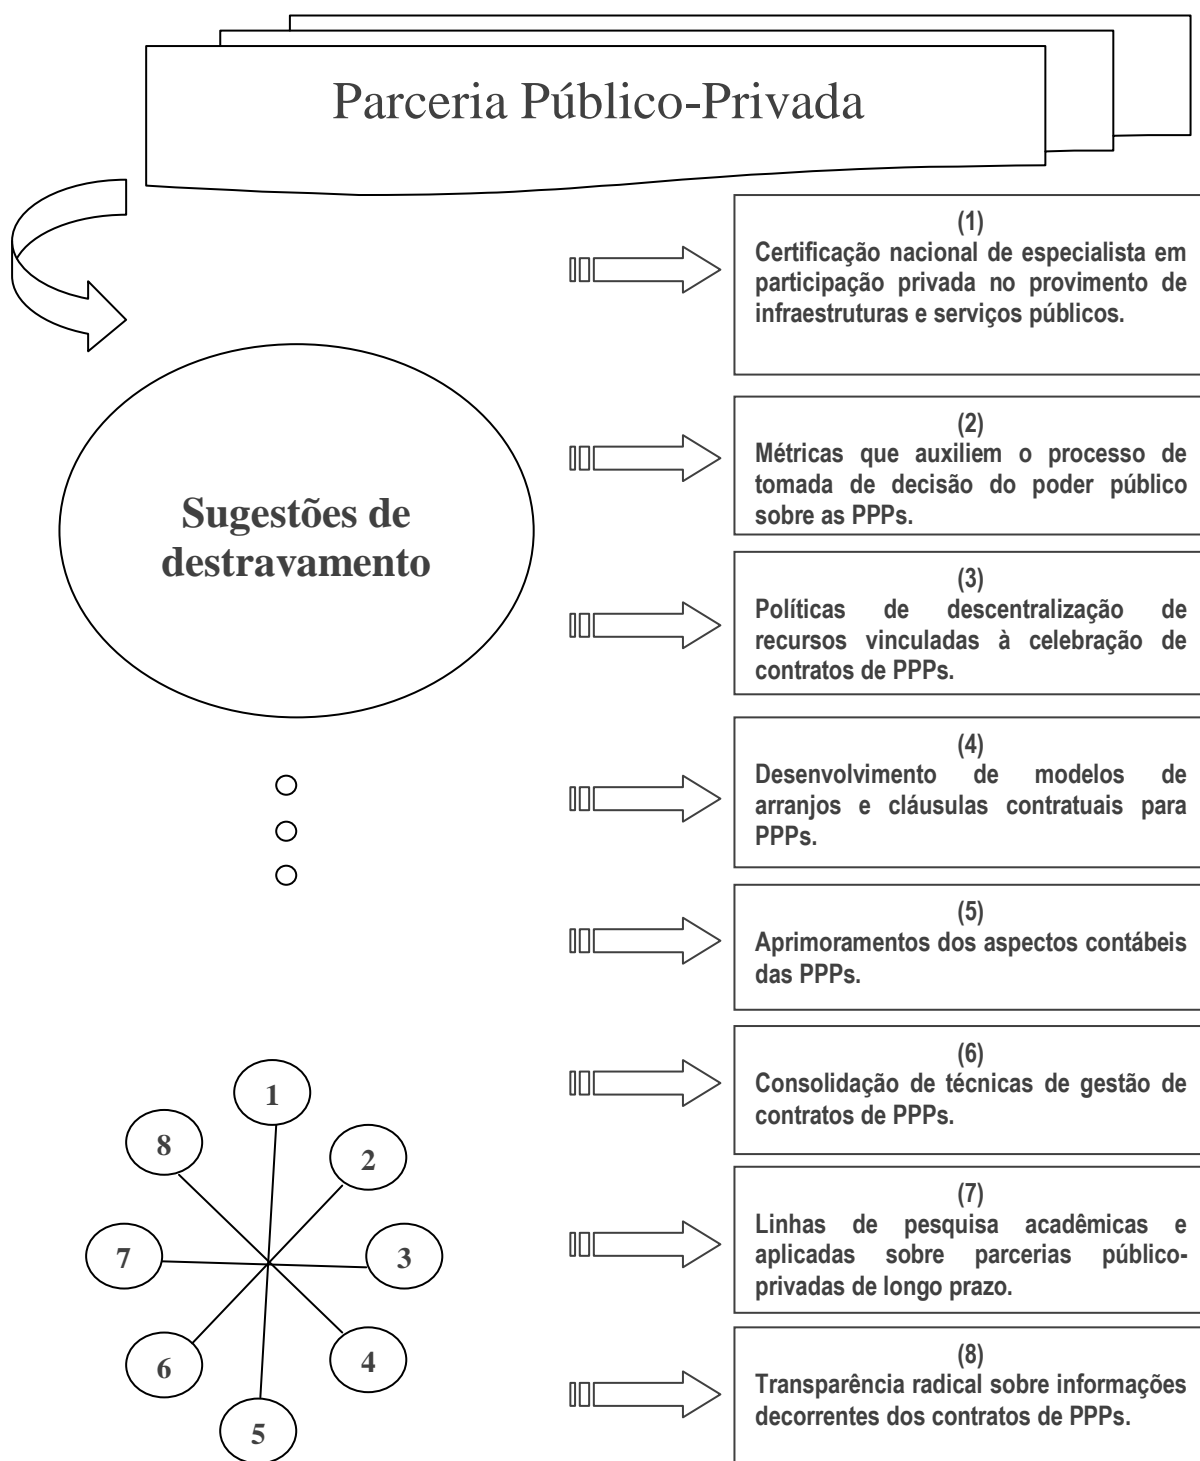 Parceria Público-Privada
(1)
Certificação nacional de especialista em
participação privada no provimento de
infraestruturas e serviços públicos.
(2)
Métricas que auxiliem o processo de
tomada de decisão do poder público
sobre as PPPs.
Sugestões de
destravamento
(3)
Políticas de descentralização de
recursos vinculadas à celebração de
contratos de PPPs.
(4)
Desenvolvimento de modelos de
arranjos e cláusulas contratuais para
PPPs.
(5)
Aprimoramentos dos aspectos contábeis
das PPPs.
(6)
Consolidação de técnicas de gestão de
contratos de PPPs.
(7)
Linhas de pesquisa acadêmicas e
aplicadas sobre parcerias público-
privadas de longo prazo.
(8)
Transparência radical sobre informações
decorrentes dos contratos de PPPs.
1
2
3
4
5
6
7
8